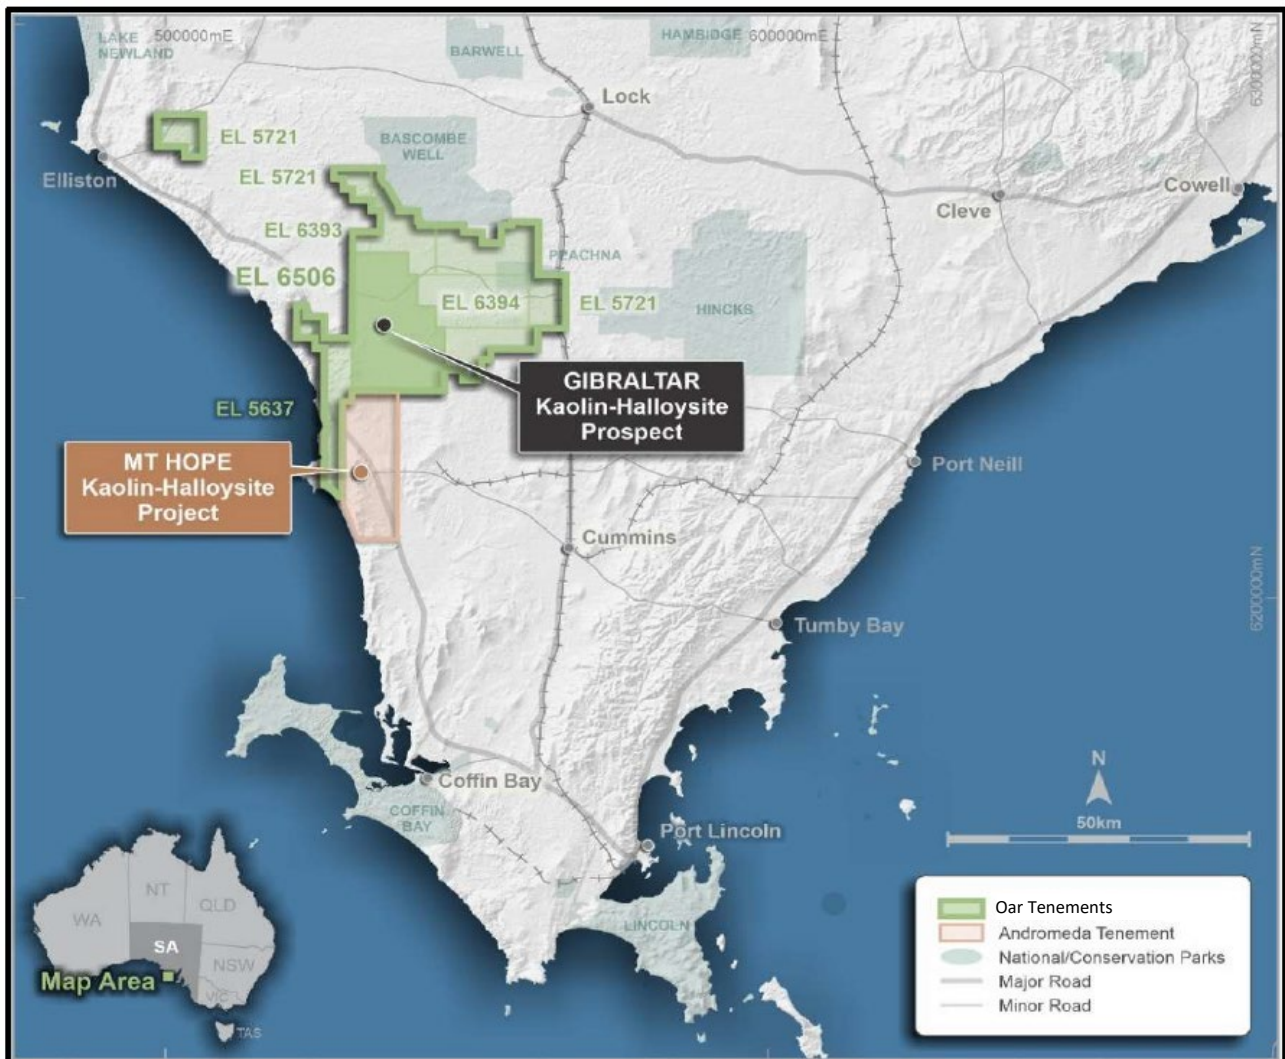 LAKE
NEWLAND
500000mE
BARWELL
HAMBIDGE
600000mE
6300000mN
Lock
EL 5721
BASCOMBE
WELL
Elliston
EL 5721
Cowell
Cleve
EL 6393
PEACHNA
EL 6506
EL 6394
EL 5721
HINCKS
GIBRALTAR
Kaolin-Halloysite
Prospect
EL 5637
MT HOPE
Kaolin-Halloysite
Project
Port Neill
Cummins
6200000mN
Tumby Bay
Coffin Bay
COFFIN
BAY
N
50km
Port Lincoln
LINCOLN
WA
NT
QLD
SA
NSW
VIC
TAS
Map Area
Oar Tenements
Andromeda Tenement
National/Conservation Parks
Major Road
Minor Road